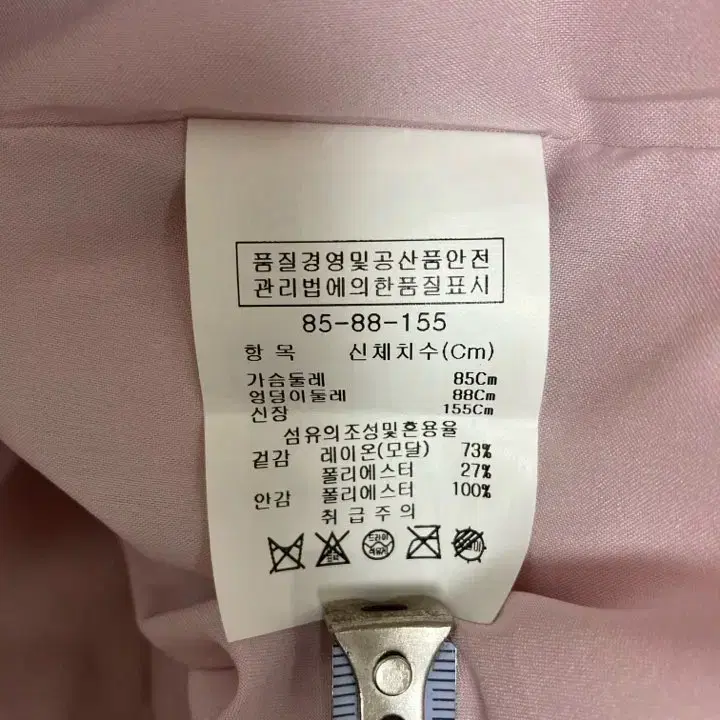 품질경영및공산품안전
관리법에의한품질표시
85-88-155
항 목 신체치수(Cm)
가슴둘레 85Cm
엉덩이둘레 88Cm
신장 155Cm
섬유의조성및혼용율
겉감 레이온(모달) 73%
폴리에스터 27%
안감 폴리에스터 100%
취급주의
드라이